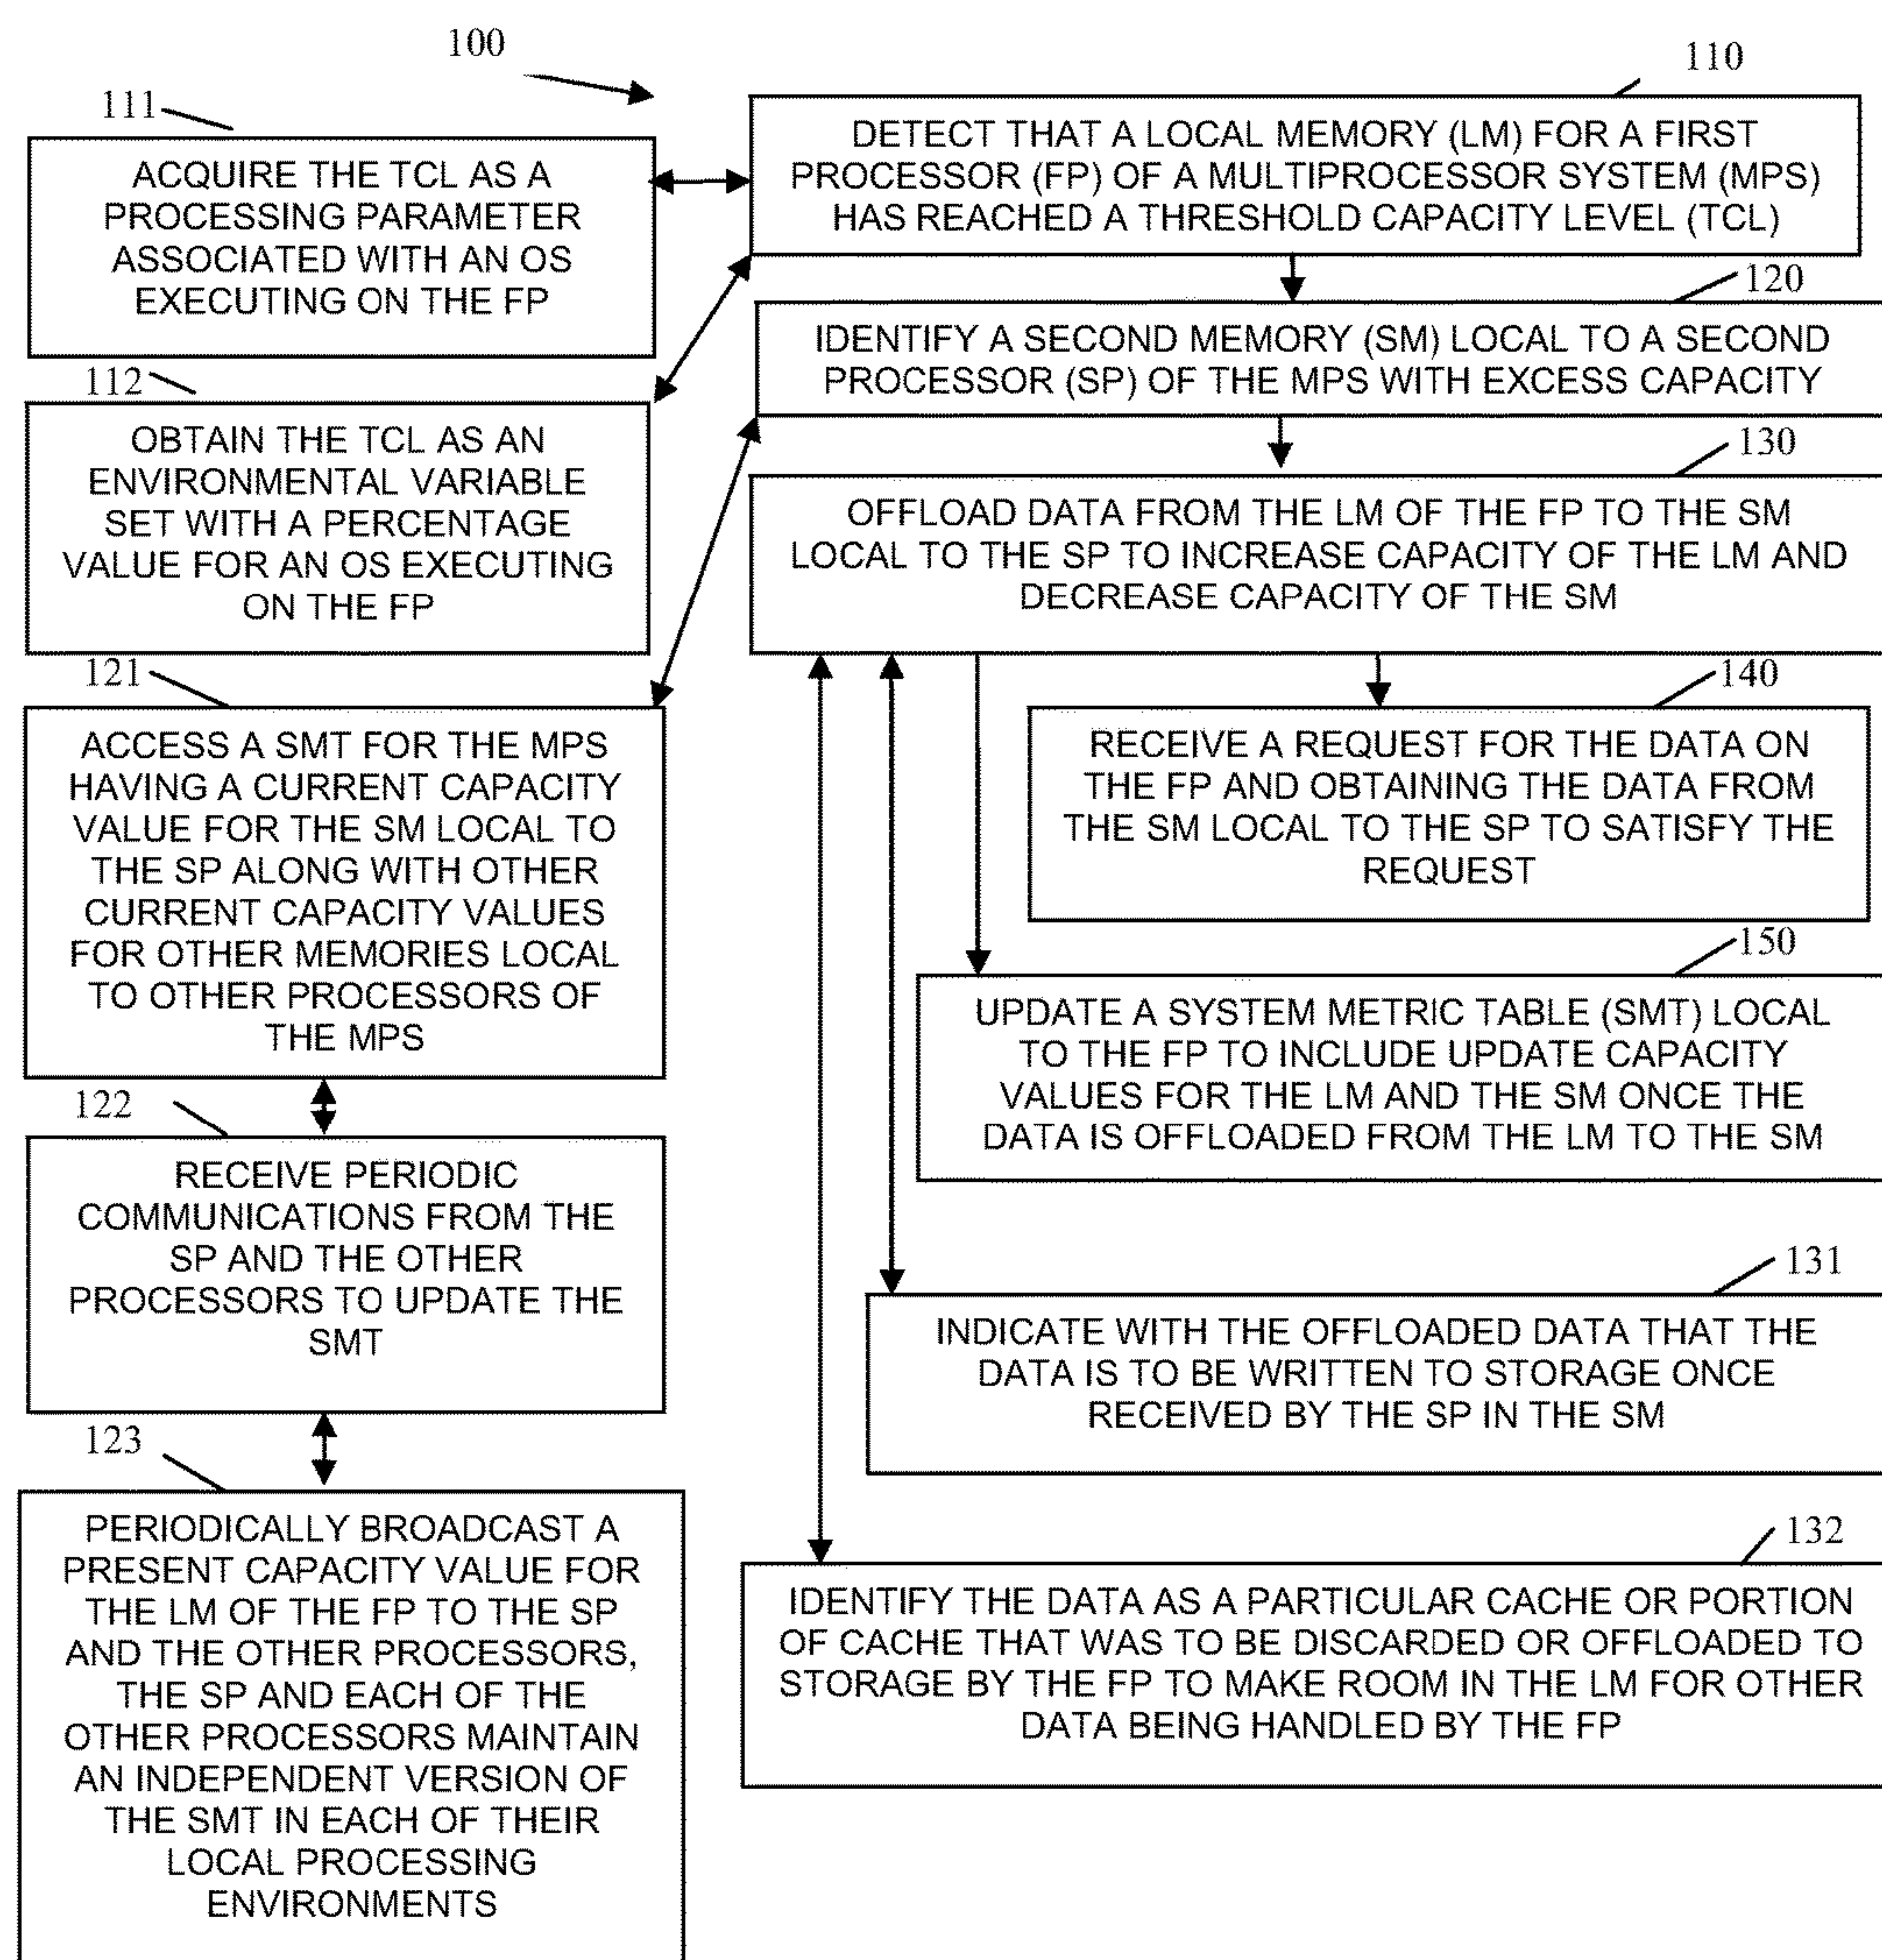 100
110
DETECT THAT A LOCAL MEMORY (LM) FOR A FIRST
PROCESSOR (FP) OF A MULTIPROCESSOR SYSTEM (MPS)
HAS REACHED A THRESHOLD CAPACITY LEVEL (TCL)
111
ACQUIRE THE TCL AS A
PROCESSING PARAMETER
ASSOCIATED WITH AN OS
EXECUTING ON THE FP
112
OBTAIN THE TCL AS AN
ENVIRONMENTAL VARIABLE
SET WITH A PERCENTAGE
VALUE FOR AN OS EXECUTING
ON THE FP
120
IDENTIFY A SECOND MEMORY (SM) LOCAL TO A SECOND
PROCESSOR (SP) OF THE MPS WITH EXCESS CAPACITY
121
ACCESS A SMT FOR THE MPS
HAVING A CURRENT CAPACITY
VALUE FOR THE SM LOCAL TO
THE SP ALONG WITH OTHER
CURRENT CAPACITY VALUES
FOR OTHER MEMORIES LOCAL
TO OTHER PROCESSORS OF
THE MPS
122
RECEIVE PERIODIC
COMMUNICATIONS FROM THE
SP AND THE OTHER
PROCESSORS TO UPDATE THE
SMT
123
PERIODICALLY BROADCAST A
PRESENT CAPACITY VALUE FOR
THE LM OF THE FP TO THE SP
AND THE OTHER PROCESSORS,
THE SP AND EACH OF THE
OTHER PROCESSORS MAINTAIN
AN INDEPENDENT VERSION OF
THE SMT IN EACH OF THEIR
LOCAL PROCESSING
ENVIRONMENTS
130
OFFLOAD DATA FROM THE LM OF THE FP TO THE SM
LOCAL TO THE SP TO INCREASE CAPACITY OF THE LM AND
DECREASE CAPACITY OF THE SM
140
RECEIVE A REQUEST FOR THE DATA ON
THE FP AND OBTAINING THE DATA FROM
THE SM LOCAL TO THE SP TO SATISFY THE
REQUEST
150
UPDATE A SYSTEM METRIC TABLE (SMT) LOCAL
TO THE FP TO INCLUDE UPDATE CAPACITY
VALUES FOR THE LM AND THE SM ONCE THE
DATA IS OFFLOADED FROM THE LM TO THE SM
131
INDICATE WITH THE OFFLOADED DATA THAT THE
DATA IS TO BE WRITTEN TO STORAGE ONCE
RECEIVED BY THE SP IN THE SM
132
IDENTIFY THE DATA AS A PARTICULAR CACHE OR PORTION
OF CACHE THAT WAS TO BE DISCARDED OR OFFLOADED TO
STORAGE BY THE FP TO MAKE ROOM IN THE LM FOR OTHER
DATA BEING HANDLED BY THE FP